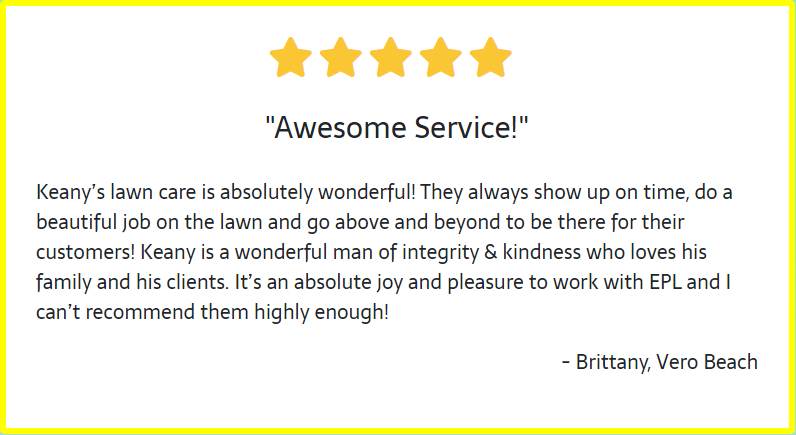 "Awesome Service!"
Keany’s lawn care is absolutely wonderful! They always show up on time, do a
beautiful job on the lawn and go above and beyond to be there for their
customers! Keany is a wonderful man of integrity & kindness who loves his
family and his clients. It’s an absolute joy and pleasure to work with EPL and I
can’t recommend them highly enough!
- Brittany, Vero Beach